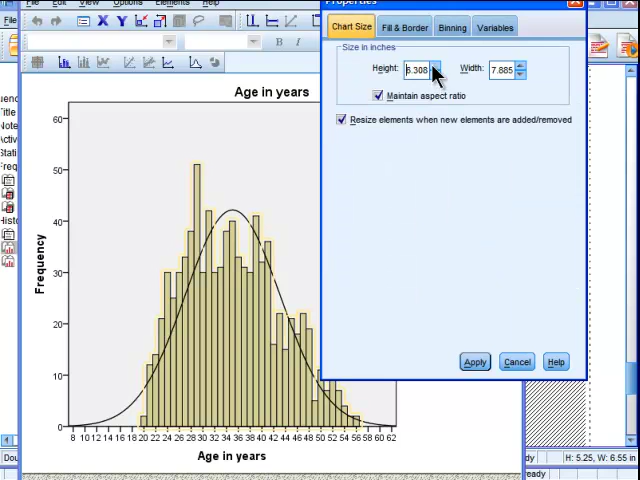 File Edit View Options Elements Help
Properties
Chart Size Fill & Border Binning Variables
File
B I
Size in inches
Height: 6.308 Width: 7.885
Maintain aspect ratio
Resize elements when new elements are added/removed
Age in years
60
50
40
30
20
10
0
Frequency
8 10 12 14 16 18 20 22 24 26 28 30 32 34 36 38 40 42 44 46 48 50 52 54 56 58 60 62
Age in years
Apply Cancel Help
H: 5.25, W: 6.55 in